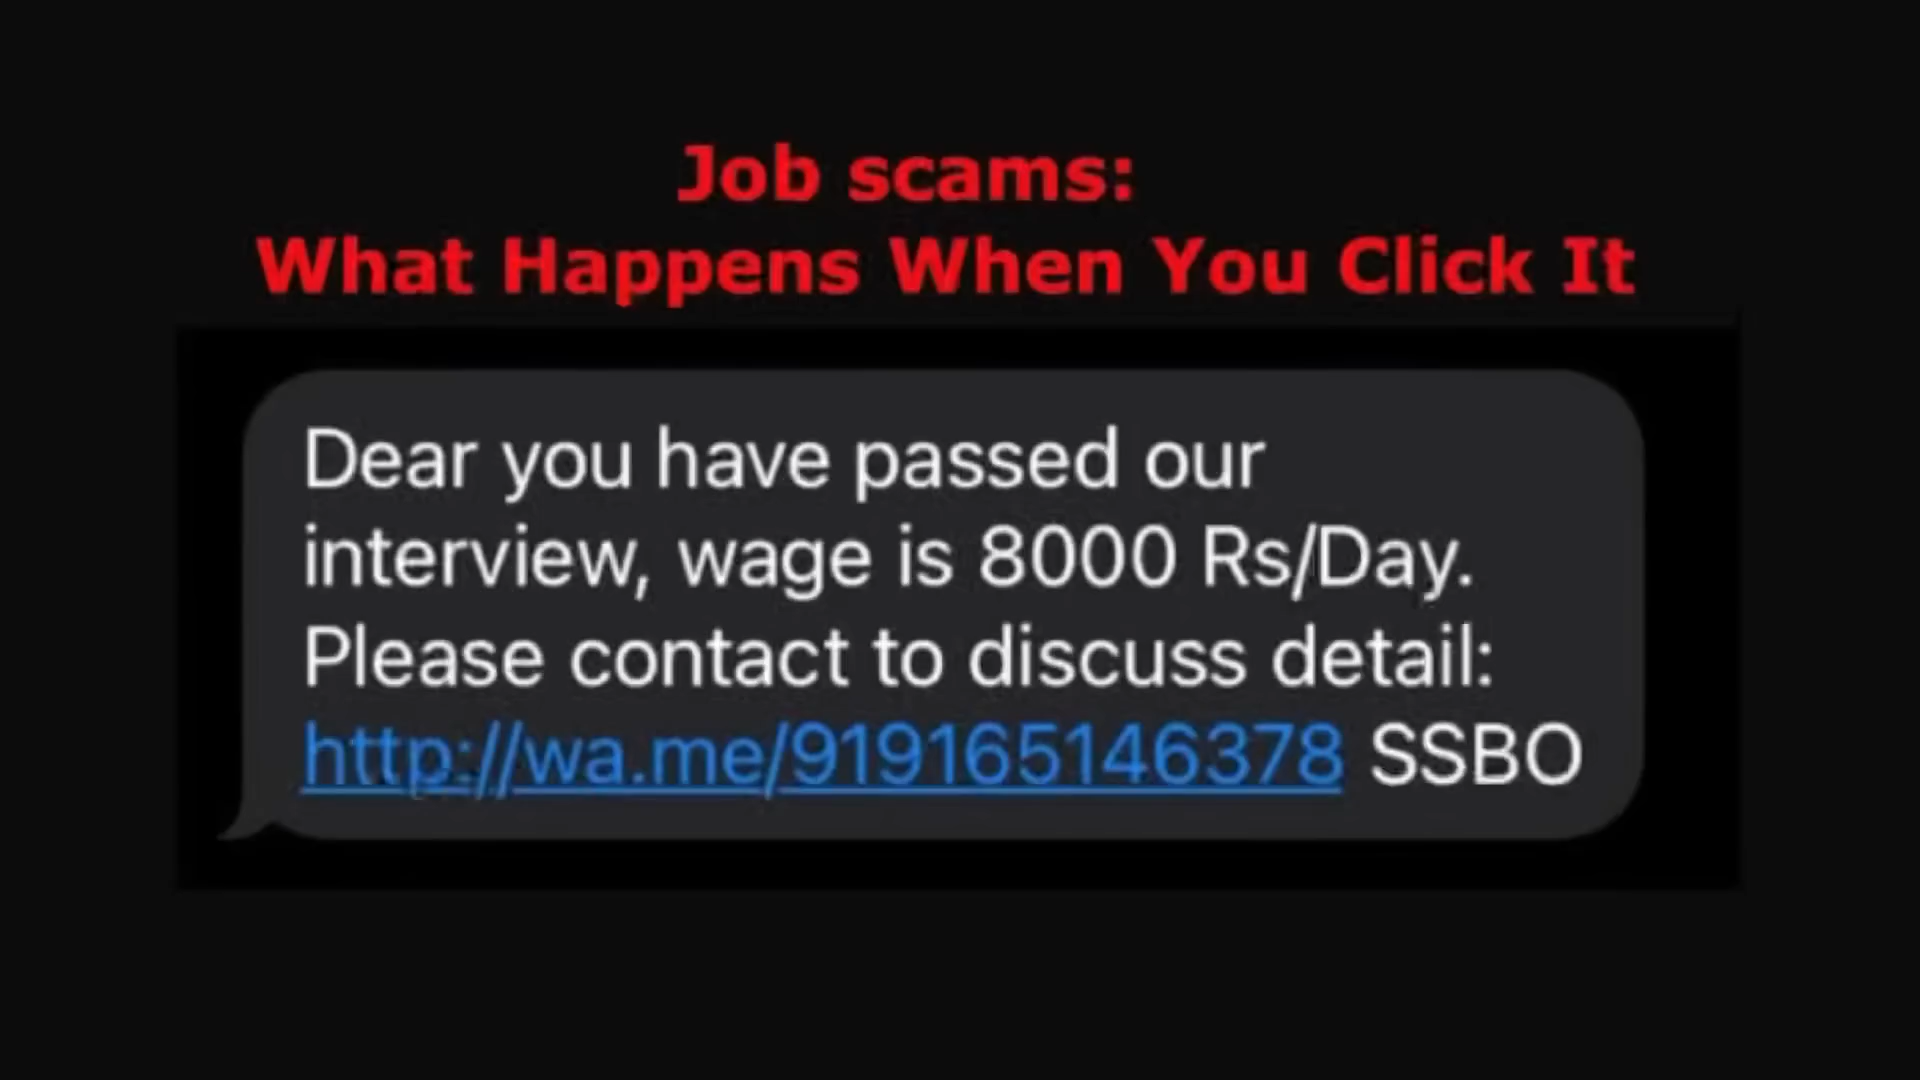 Job scams:
What Happens When You Click It
Dear you have passed our
interview, wage is 8000 Rs/Day.
Please contact to discuss detail:
http://wa.me/919165146378 SSBO